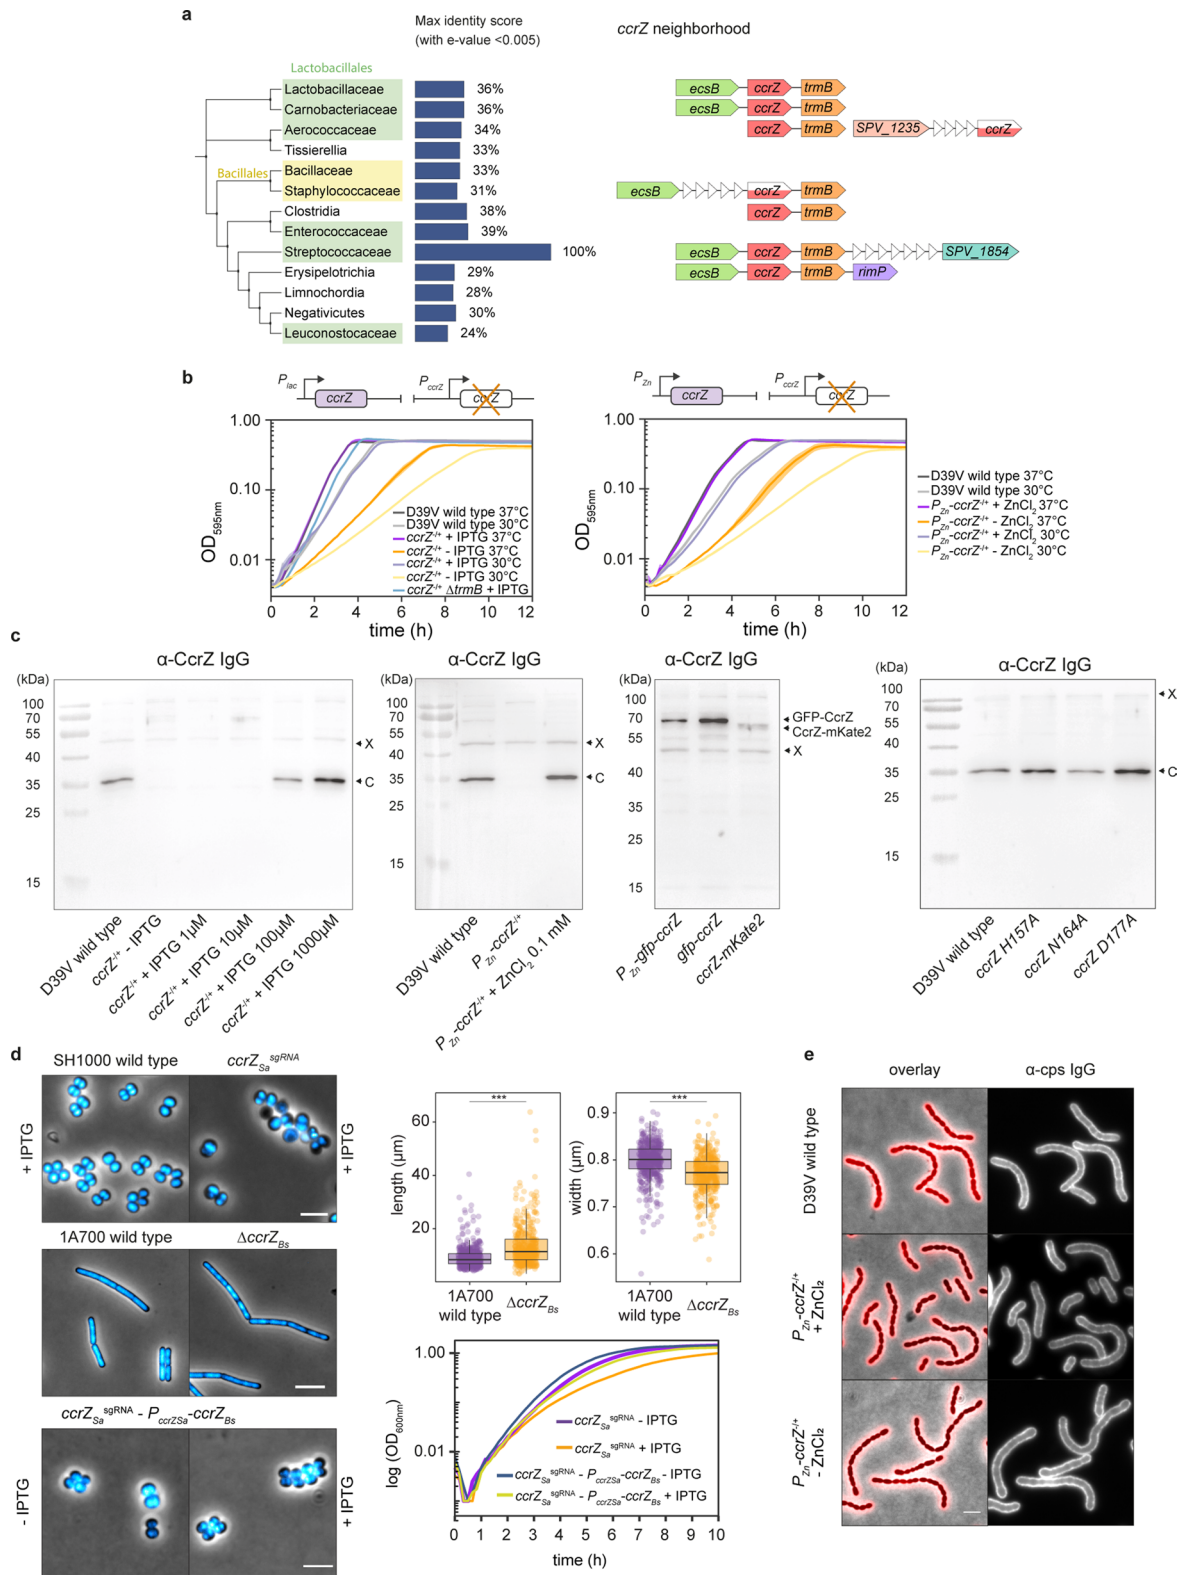 a
Max identity score
(with e-value <0.005)
ccrZ neighborhood
Lactobacillales
Lactobacillaceae 36% ecsB ccrZ trmB
Carnobacteriaceae 36% ecsB ccrZ trmB
Aerococcaceae 34% ccrZ trmB SPV_1235 ccrZ
Tissierellia 33%
Bacillales
Bacillaceae 33%
Staphylococcaceae 31% ecsB ccrZ trmB
Clostridia 38% ccrZ trmB
Enterococcaceae 39%
Streptococcaceae 100% ecsB ccrZ trmB SPV_1854
Erysipelotrichia 29% ecsB ccrZ trmB rimP
Limnochordia 28%
Negativicutes 30%
Leuconostocaceae 24%
b
Plac PccrZ
ccrZ ccrZ
1.00
0.10
0.01
OD595nm
0 2 4 6 8 10 12
time (h)
D39V wild type 37°C
D39V wild type 30°C
ccrZ-/+ + IPTG 37°C
ccrZ-/+ - IPTG 37°C
ccrZ-/+ + IPTG 30°C
ccrZ-/+ - IPTG 30°C
ccrZ-/+ ΔtrmB + IPTG
PZn PccrZ
ccrZ ccrZ
1.00
0.10
0.01
OD595nm
0 2 4 6 8 10 12
time (h)
D39V wild type 37°C
D39V wild type 30°C
PZn-ccrZ-/+ + ZnCl2 37°C
PZn-ccrZ-/+ - ZnCl2 37°C
PZn-ccrZ-/+ + ZnCl2 30°C
PZn-ccrZ-/+ - ZnCl2 30°C
c
α-CcrZ IgG
(kDa)
100
70
55
40
35
25
15
X
C
D39V wild type
ccrZ-/+ - IPTG
ccrZ-/+ + IPTG 1µM
ccrZ-/+ + IPTG 10µM
ccrZ-/+ + IPTG 100µM
ccrZ-/+ + IPTG 1000µM
α-CcrZ IgG
(kDa)
100
70
55
40
35
25
15
X
C
D39V wild type
PZn-ccrZ-/+
PZn-ccrZ-/+ + ZnCl2 0.1 mM
α-CcrZ IgG
(kDa)
100
70
55
40
35
25
15
GFP-CcrZ
CcrZ-mKate2
X
PZn-gfp-ccrZ
gfp-ccrZ
ccrZ-mKate2
α-CcrZ IgG
(kDa)
100
70
55
40
35
25
15
X
C
D39V wild type
ccrZ H157A
ccrZ N164A
ccrZ D177A
d
SH1000 wild type ccrZSa sgRNA
+ IPTG
+ IPTG
1A700 wild type ΔccrZBs
ccrZSa sgRNA - PccrZSa-ccrZBs
- IPTG
+ IPTG
***
60
40
20
length (µm)
1A700
wild type
ΔccrZBs
***
0.9
0.8
0.7
0.6
width (µm)
1A700
wild type
ΔccrZBs
1.00
0.01
log (OD600nm)
ccrZSa sgRNA - IPTG
ccrZSa sgRNA + IPTG
ccrZSa sgRNA - PccrZSa-ccrZBs - IPTG
ccrZSa sgRNA - PccrZSa-ccrZBs + IPTG
0 1 2 3 4 5 6 7 8 9 10
time (h)
e
overlay α-cps IgG
D39V wild type
PZn-ccrZ-/+
+ ZnCl2
PZn-ccrZ-/+
- ZnCl2